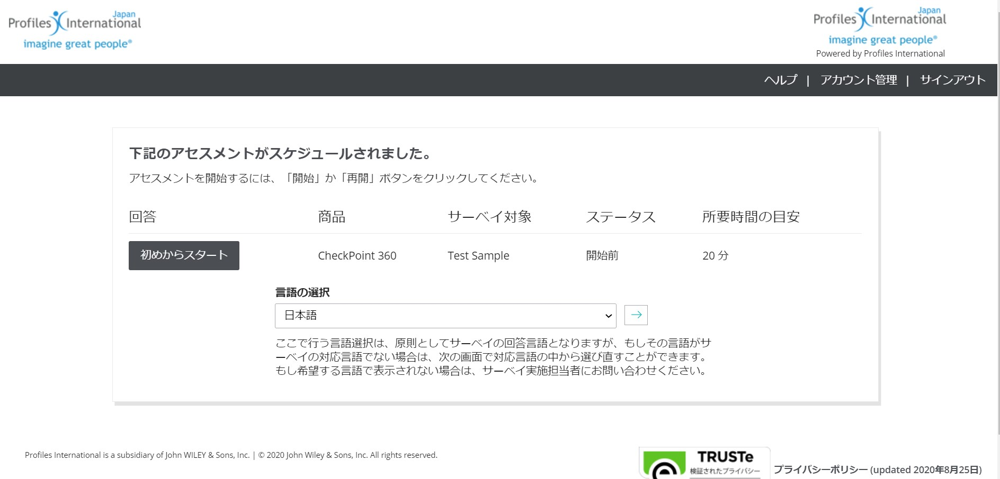 Japan
Profiles International
imagine great people®
Japan
Profiles International
imagine great people®
Powered by Profiles International
ヘルプ | アカウント管理 | サインアウト
下記のアセスメントがスケジュールされました。
アセスメントを開始するには、「開始」か「再開」ボタンをクリックしてください。
回答 商品 サーベイ対象 ステータス 所要時間の目安
初めからスタート CheckPoint 360 Test Sample 開始前 20 分
言語の選択
日本語
ここで行う言語選択は、原則としてサーベイの回答言語となりますが、もしその言語がサ
ーベイの対応言語でない場合は、次の画面で対応言語の中から選び直すことができます。
もし希望する言語で表示されない場合は、サーベイ実施担当者にお問い合わせください。
Profiles International is a subsidiary of John WILEY & Sons, Inc. | © 2020 John Wiley & Sons, Inc. All rights reserved.
TRUSTe
検証されたプライバシー
プライバシーポリシー (updated 2020年8月25日)